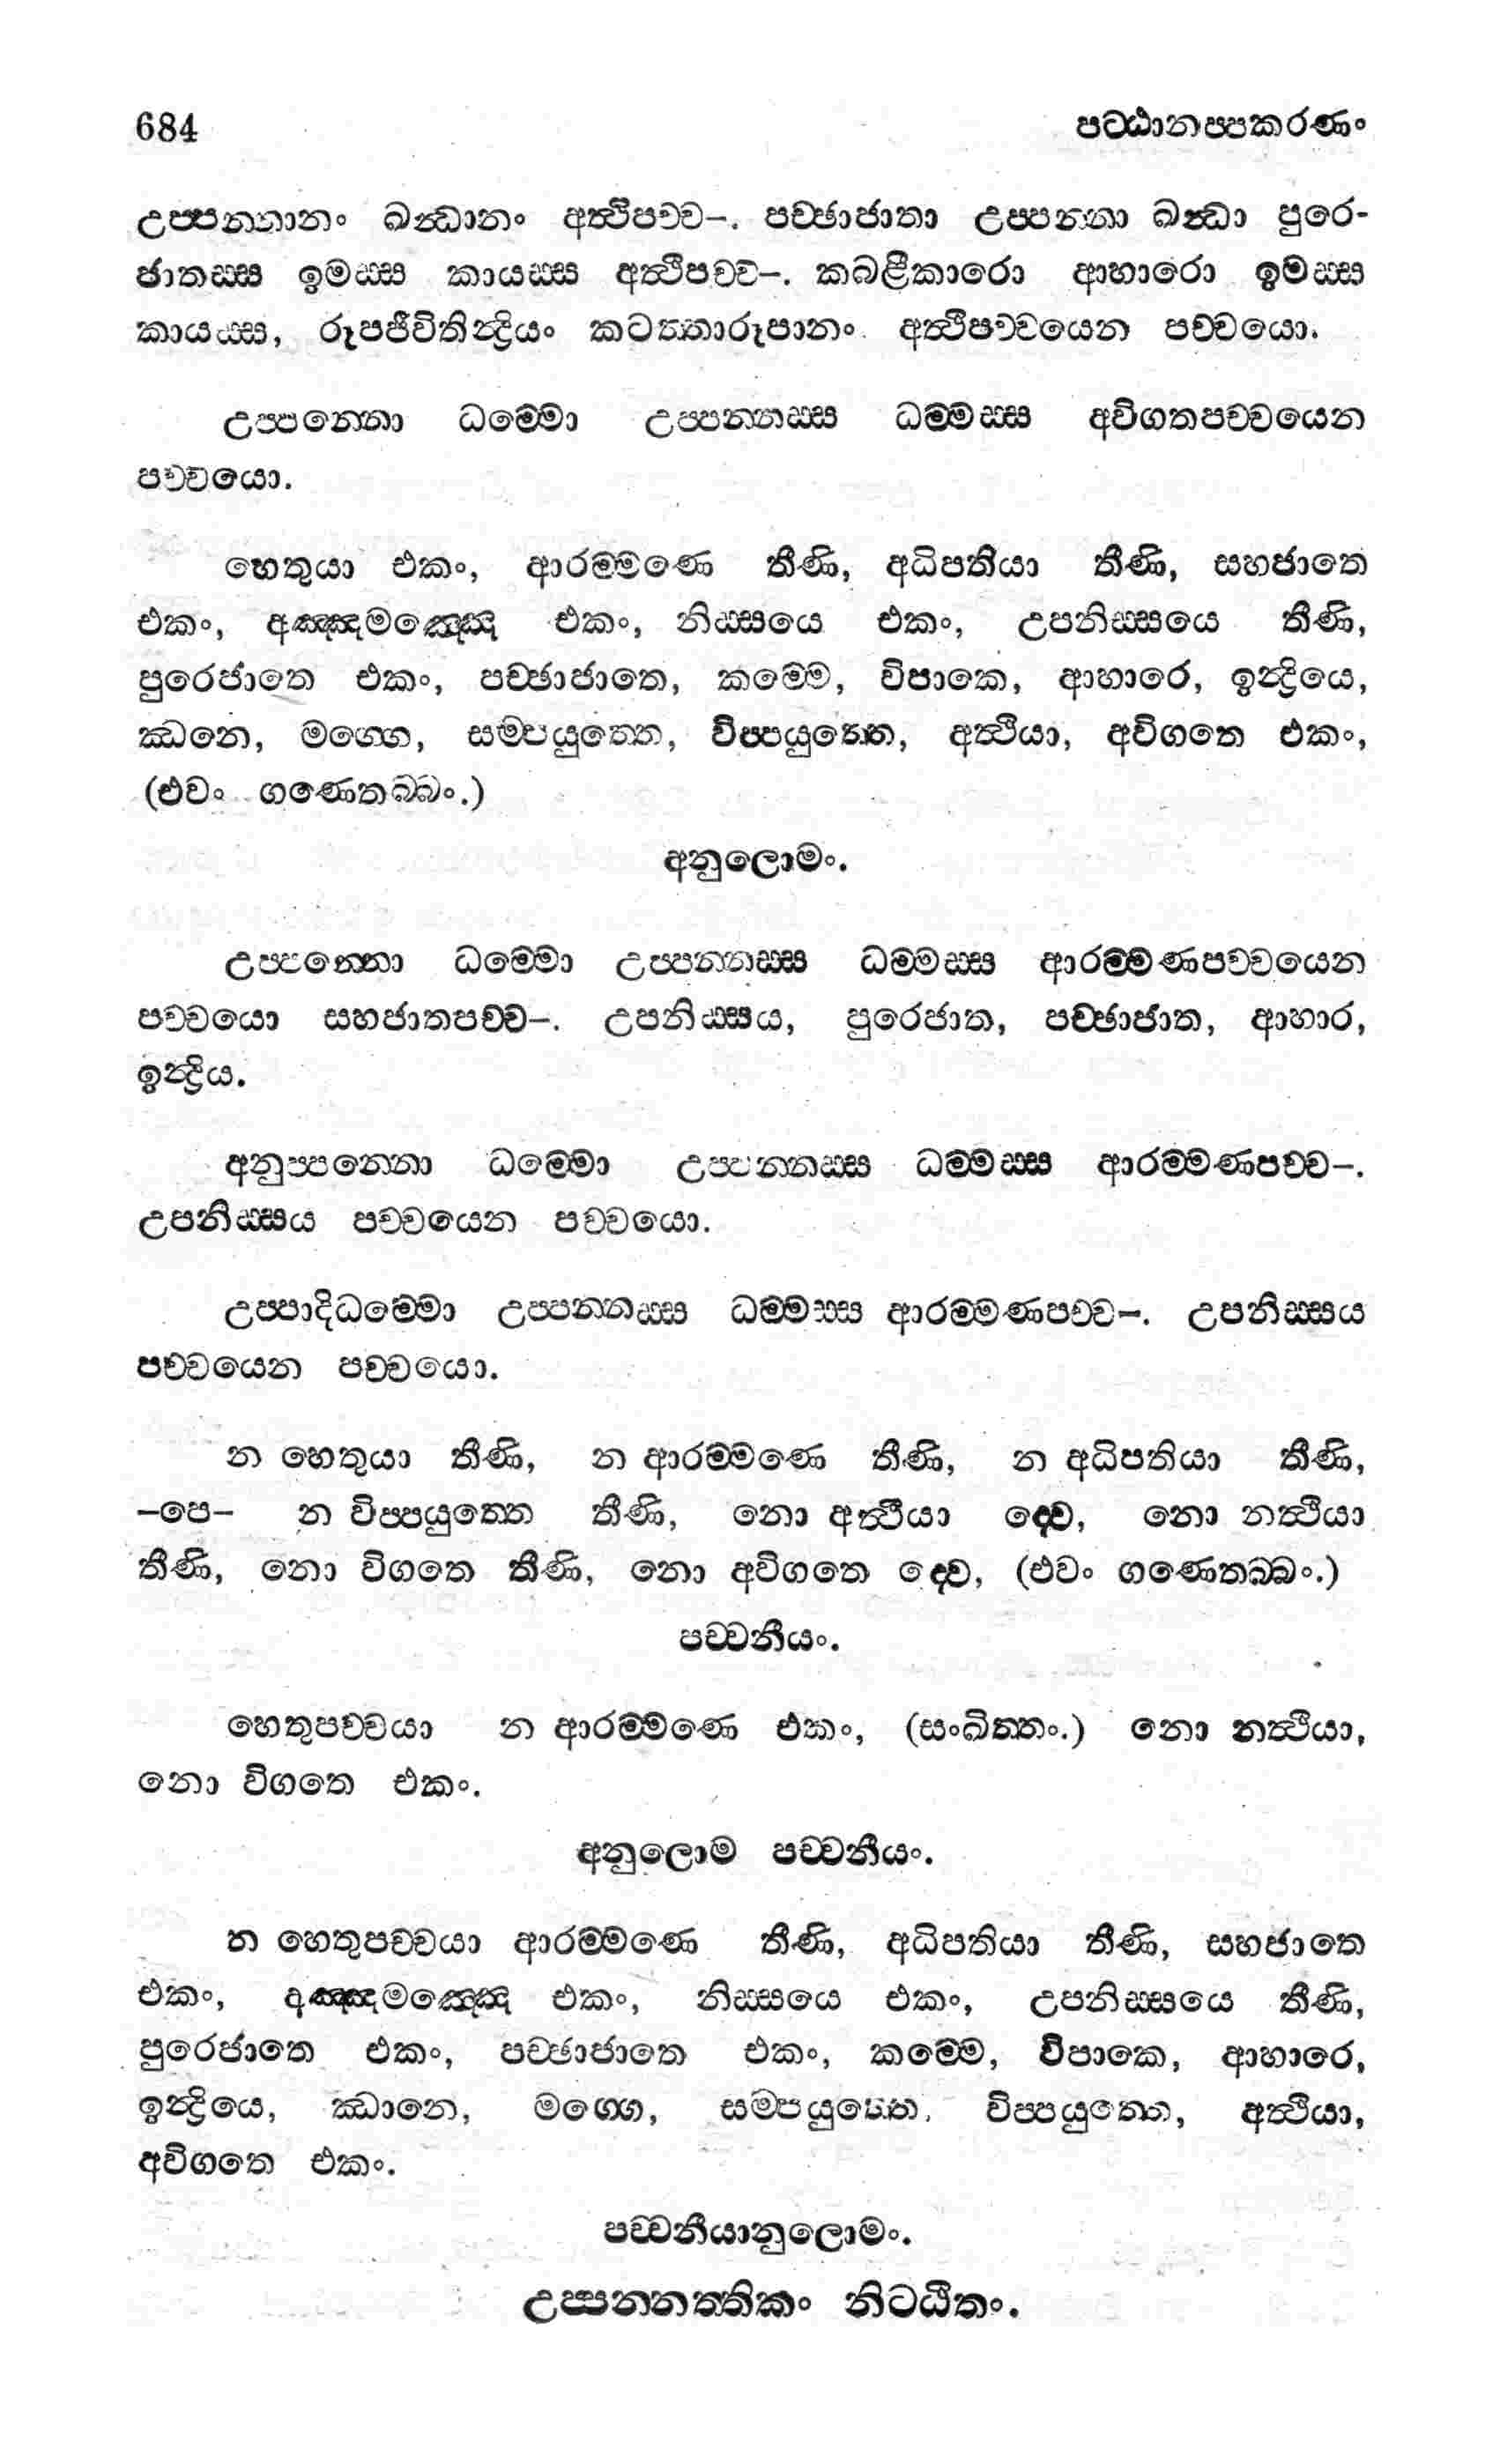 684 පට්ඨානප්පකරණං
උප්පන්නානං ඛන්ධානං අත්ථිපච්ච–. පච්ඡාජාතා උප්පන්නා ඛන්ධා පුරෙ-
ජාතස්ස ඉමස්ස කායස්ස අත්ථිපච්ච–. කබළීකාරො ආහාරො ඉමස්ස
කායස්ස, රූපජීවිතින්ද්‍රියං කටත්තාරූපානං අත්ථිපච්චයෙන පච්චයො.
උප්පන්නො ධම්මො උප්පන්නස්ස ධම්මස්ස අවිගතපච්චයෙන
පච්චයො.
හෙතුයා එකං, ආරම්මණෙ තීණි, අධිපතියා තීණි, සහජාතෙ
එකං, අඤ්ඤමඤ්ඤෙ එකං, නිස්සයෙ එකං, උපනිස්සයෙ තීණි,
පුරෙජාතෙ එකං, පච්ඡාජාතෙ, කම්මෙ, විපාකෙ, ආහාරෙ, ඉන්ද්‍රියෙ,
ඣනෙ, මග්ගෙ, සම්පයුත්තෙ, විප්පයුත්තෙ, අත්ථියා, අවිගතෙ එකං,
(එවං ගණෙතබ්බං.)
අනුලොමං.
උප්පන්නො ධම්මො උප්පන්නස්ස ධම්මස්ස ආරම්මණපච්චයෙන
පච්චයො සහජාතපච්ච–. උපනිස්සය, පුරෙජාත, පච්ඡාජාත, ආහාර,
ඉන්ද්‍රිය.
අනුප්පන්නො ධම්මො උප්පන්නස්ස ධම්මස්ස ආරම්මණපච්ච–.
උපනිස්සය පච්චයෙන පච්චයො.
උප්පාදිධම්මො උප්පන්නස්ස ධම්මස්ස ආරම්මණපච්ච–. උපනිස්සය
පච්චයෙන පච්චයො.
න හෙතුයා තීණි, න ආරම්මණෙ තීණි, න අධිපතියා තීණි,
–පෙ– න විප්පයුත්තෙ තීණි, නො අත්ථියා ද්වෙ, නො නත්ථියා
තීණි, නො විගතෙ තීණි, නො අවිගතෙ ද්වෙ, (එවං ගණෙතබ්බං.)
පච්චනීයං.
හෙතුපච්චයා න ආරම්මණෙ එකං, (සංඛිත්තං.) නො නත්ථියා,
නො විගතෙ එකං.
අනුලොම පච්චනීයං.
න හෙතුපච්චයා ආරම්මණෙ තීණි, අධිපතියා තීණි, සහජාතෙ
එකං, අඤ්ඤමඤ්ඤෙ එකං, නිස්සයෙ එකං, උපනිස්සයෙ තීණි,
පුරෙජාතෙ එකං, පච්ඡාජාතෙ එකං, කම්මෙ, විපාකෙ, ආහාරෙ,
ඉන්ද්‍රියෙ, ඣානෙ, මග්ගෙ, සම්පයුත්තෙ, විප්පයුත්තෙ, අත්ථියා,
අවිගතෙ එකං.
පච්චනීයානුලොමං.
උප්පන්නත්තිකං නිට්ඨිතං.